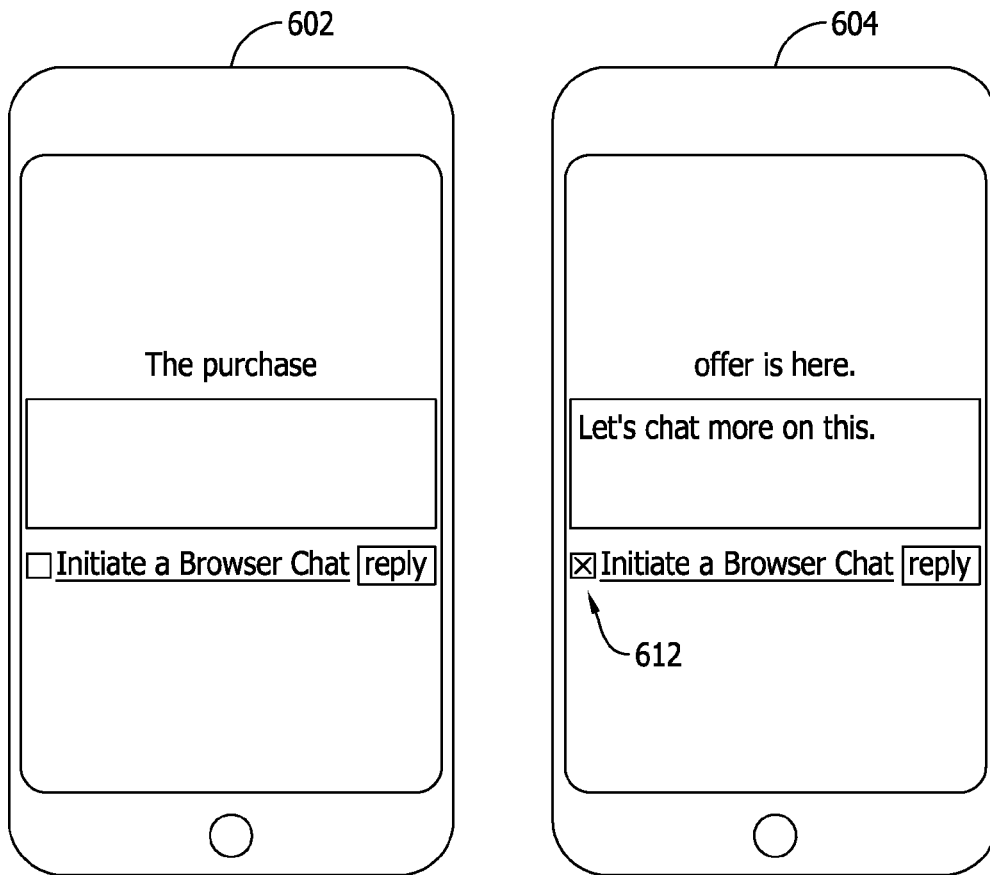 602
The purchase
Initiate a Browser Chat reply
604
offer is here.
Let's chat more on this.
Initiate a Browser Chat reply
612